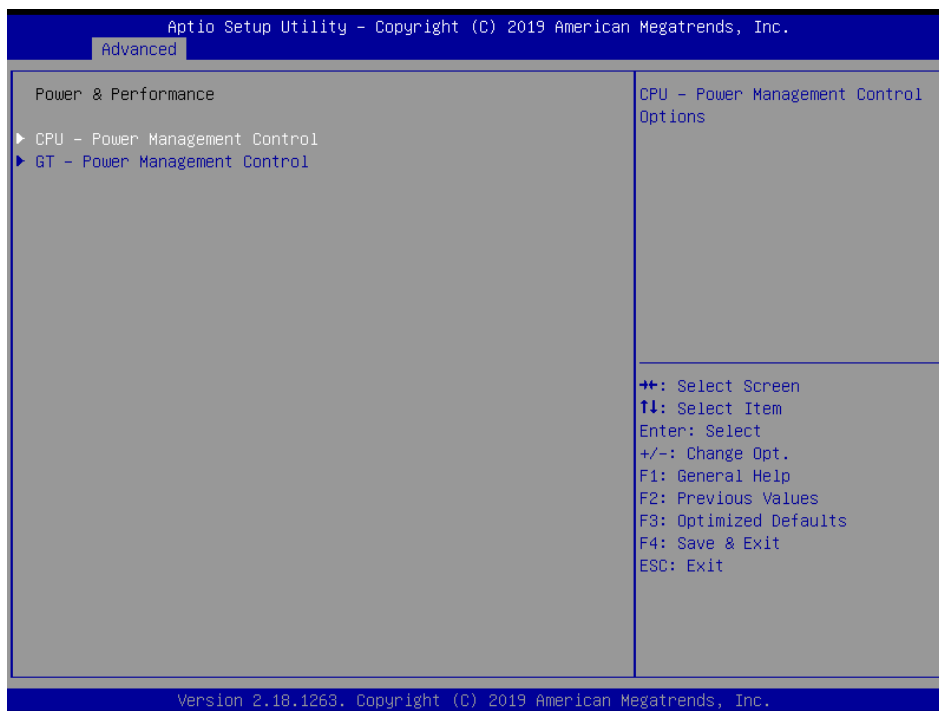 Aptio Setup Utility – Copyright (C) 2019 American Megatrends, Inc.
Advanced
Power & Performance
CPU – Power Management Control
GT – Power Management Control
CPU – Power Management Control
Options
→←: Select Screen
↑↓: Select Item
Enter: Select
+/-: Change Opt.
F1: General Help
F2: Previous Values
F3: Optimized Defaults
F4: Save & Exit
ESC: Exit
Version 2.18.1263. Copyright (C) 2019 American Megatrends, Inc.